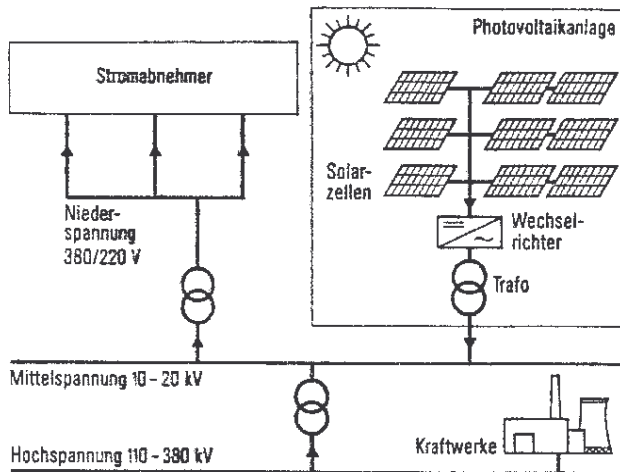 Photovoltaikanlage
Stromabnehmer
Solar-
zellen
Nieder-
spannung
380/220 V
Wechsel-
richter
Trafo
Mittelspannung 10 - 20 kV
Kraftwerke
Hochspannung 110 - 380 kV